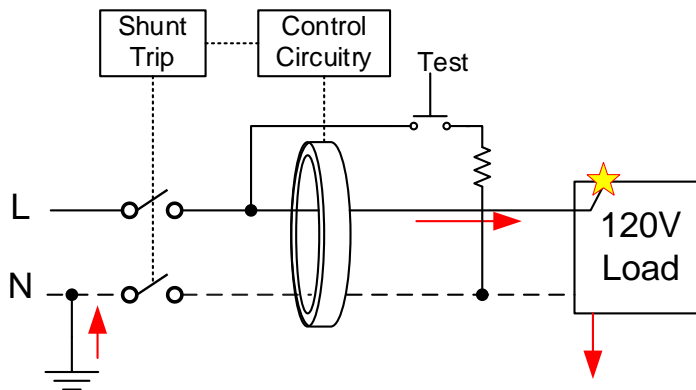 Shunt
Trip
Control
Circuitry
Test
L
120V
Load
N